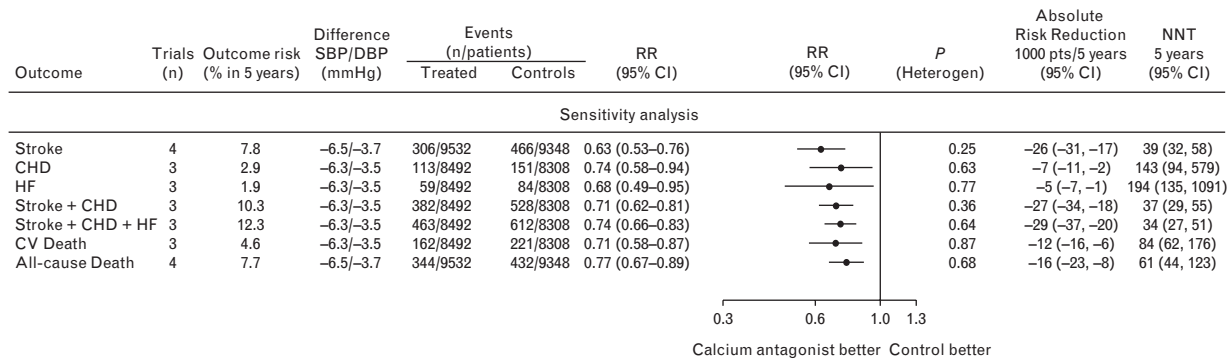 Outcome Trials (n) Outcome risk (% in 5 years) Difference SBP/DBP (mmHg) Events (n/patients) Treated Controls RR (95% CI) RR (95% CI) P (Heterogen) Absolute Risk Reduction 1000 pts/5 years (95% CI) NNT 5 years (95% CI)
Sensitivity analysis
Stroke 4 7.8 –6.5/–3.7 306/9532 466/9348 0.63 (0.53–0.76) 0.25 –26 (–31, –17) 39 (32, 58)
CHD 3 2.9 –6.3/–3.5 113/8492 151/8308 0.74 (0.58–0.94) 0.63 –7 (–11, –2) 143 (94, 579)
HF 3 1.9 –6.3/–3.5 59/8492 84/8308 0.68 (0.49–0.95) 0.77 –5 (–7, –1) 194 (135, 1091)
Stroke + CHD 3 10.3 –6.3/–3.5 382/8492 528/8308 0.71 (0.62–0.81) 0.36 –27 (–34, –18) 37 (29, 55)
Stroke + CHD + HF 3 12.3 –6.3/–3.5 463/8492 612/8308 0.74 (0.66–0.83) 0.64 –29 (–37, –20) 34 (27, 51)
CV Death 3 4.6 –6.3/–3.5 162/8492 221/8308 0.71 (0.58–0.87) 0.87 –12 (–16, –6) 84 (62, 176)
All-cause Death 4 7.7 –6.5/–3.7 344/9532 432/9348 0.77 (0.67–0.89) 0.68 –16 (–23, –8) 61 (44, 123)
0.3 0.6 1.0 1.3
Calcium antagonist better Control better